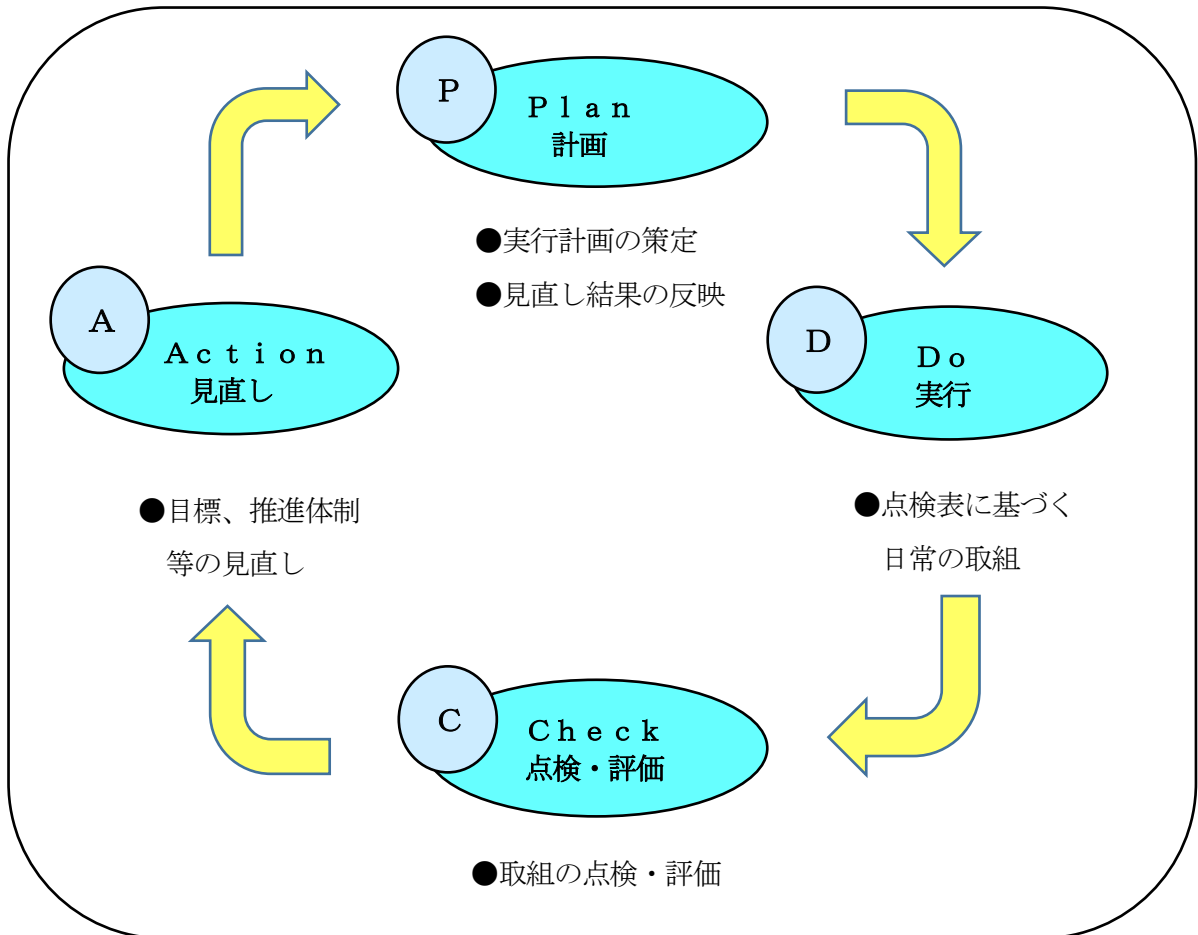 P
Ｐｌａｎ
計画
●実行計画の策定
●見直し結果の反映
D
Ｄｏ
実行
●点検表に基づく
日常の取組
C
Ｃｈｅｃｋ
点検・評価
●取組の点検・評価
A
Ａｃｔｉｏｎ
見直し
●目標、推進体制
等の見直し